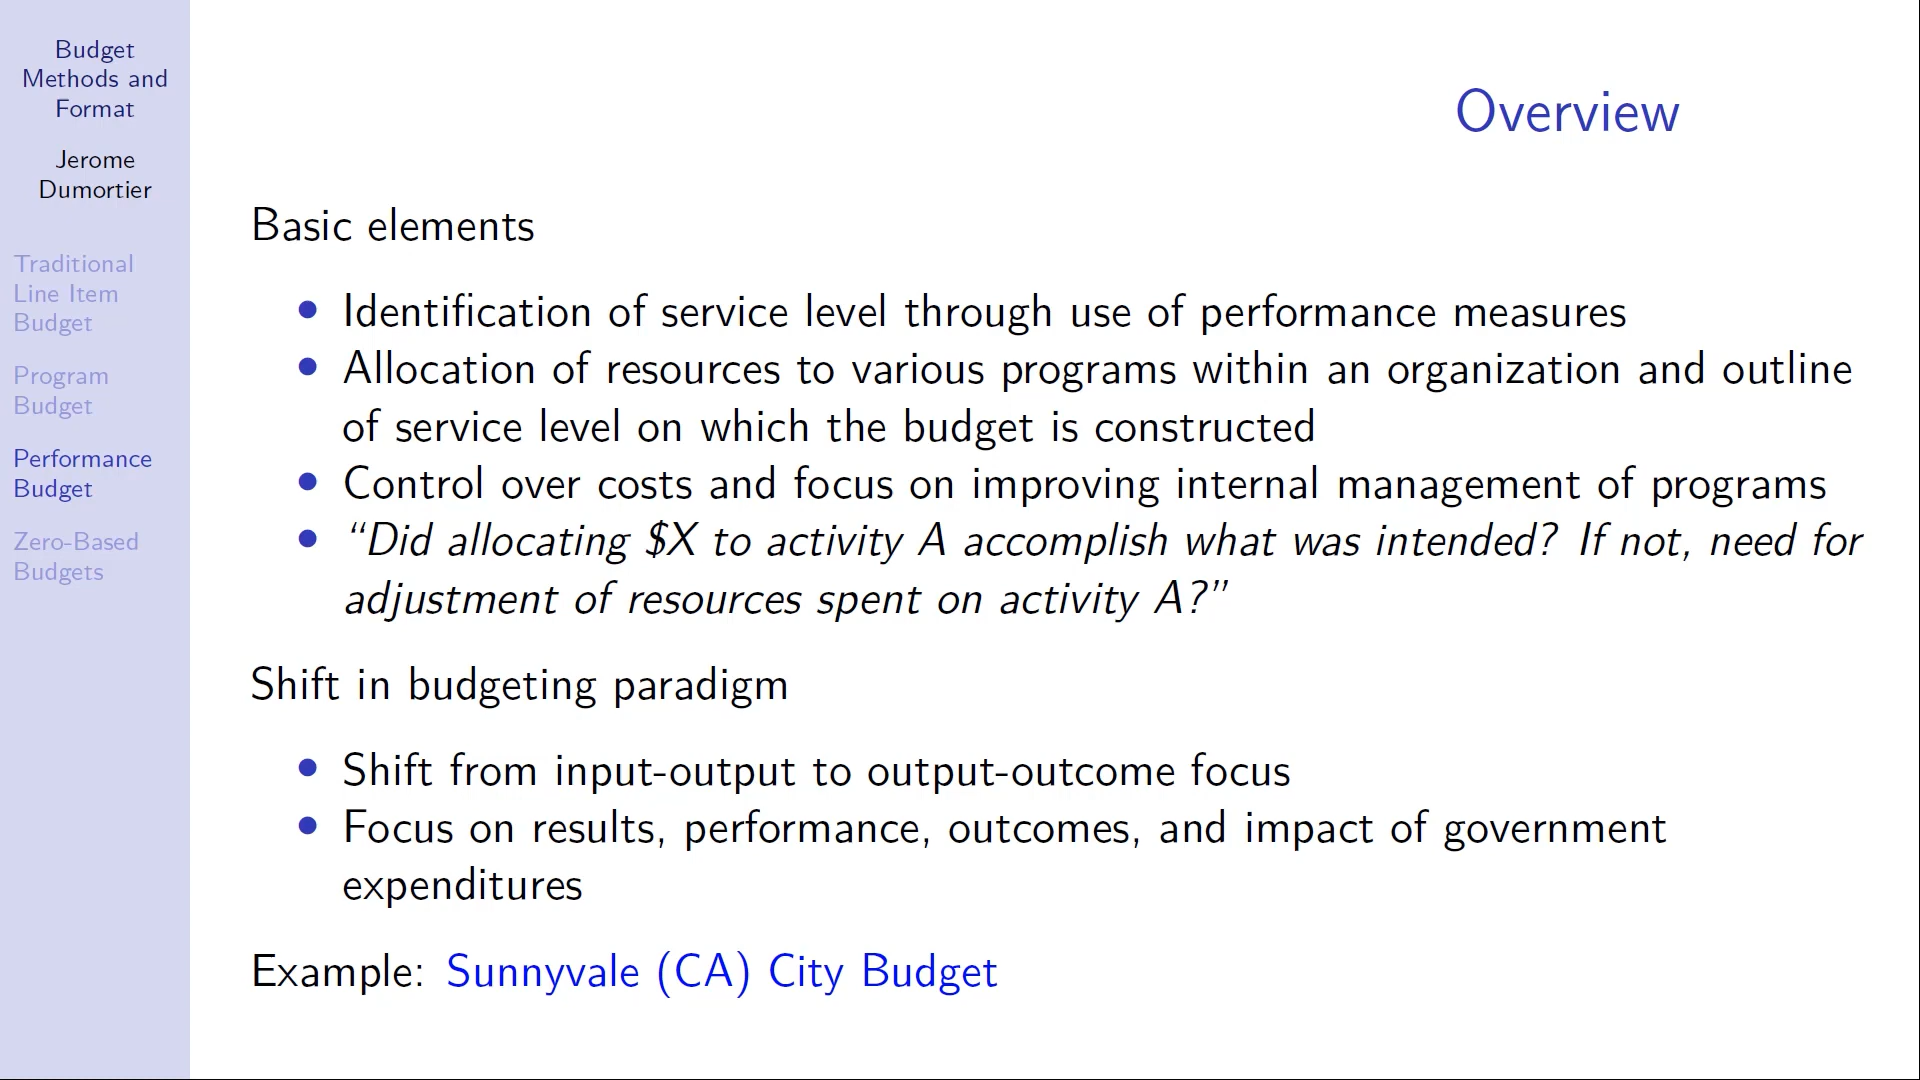 Budget
Methods and
Format
Jerome
Dumortier
Traditional
Line Item
Budget
Program
Budget
Performance
Budget
Zero-Based
Budgets
Overview
Basic elements
• Identification of service level through use of performance measures
• Allocation of resources to various programs within an organization and outline
of service level on which the budget is constructed
• Control over costs and focus on improving internal management of programs
• “Did allocating $X to activity A accomplish what was intended? If not, need for
adjustment of resources spent on activity A?”
Shift in budgeting paradigm
• Shift from input-output to output-outcome focus
• Focus on results, performance, outcomes, and impact of government
expenditures
Example: Sunnyvale (CA) City Budget